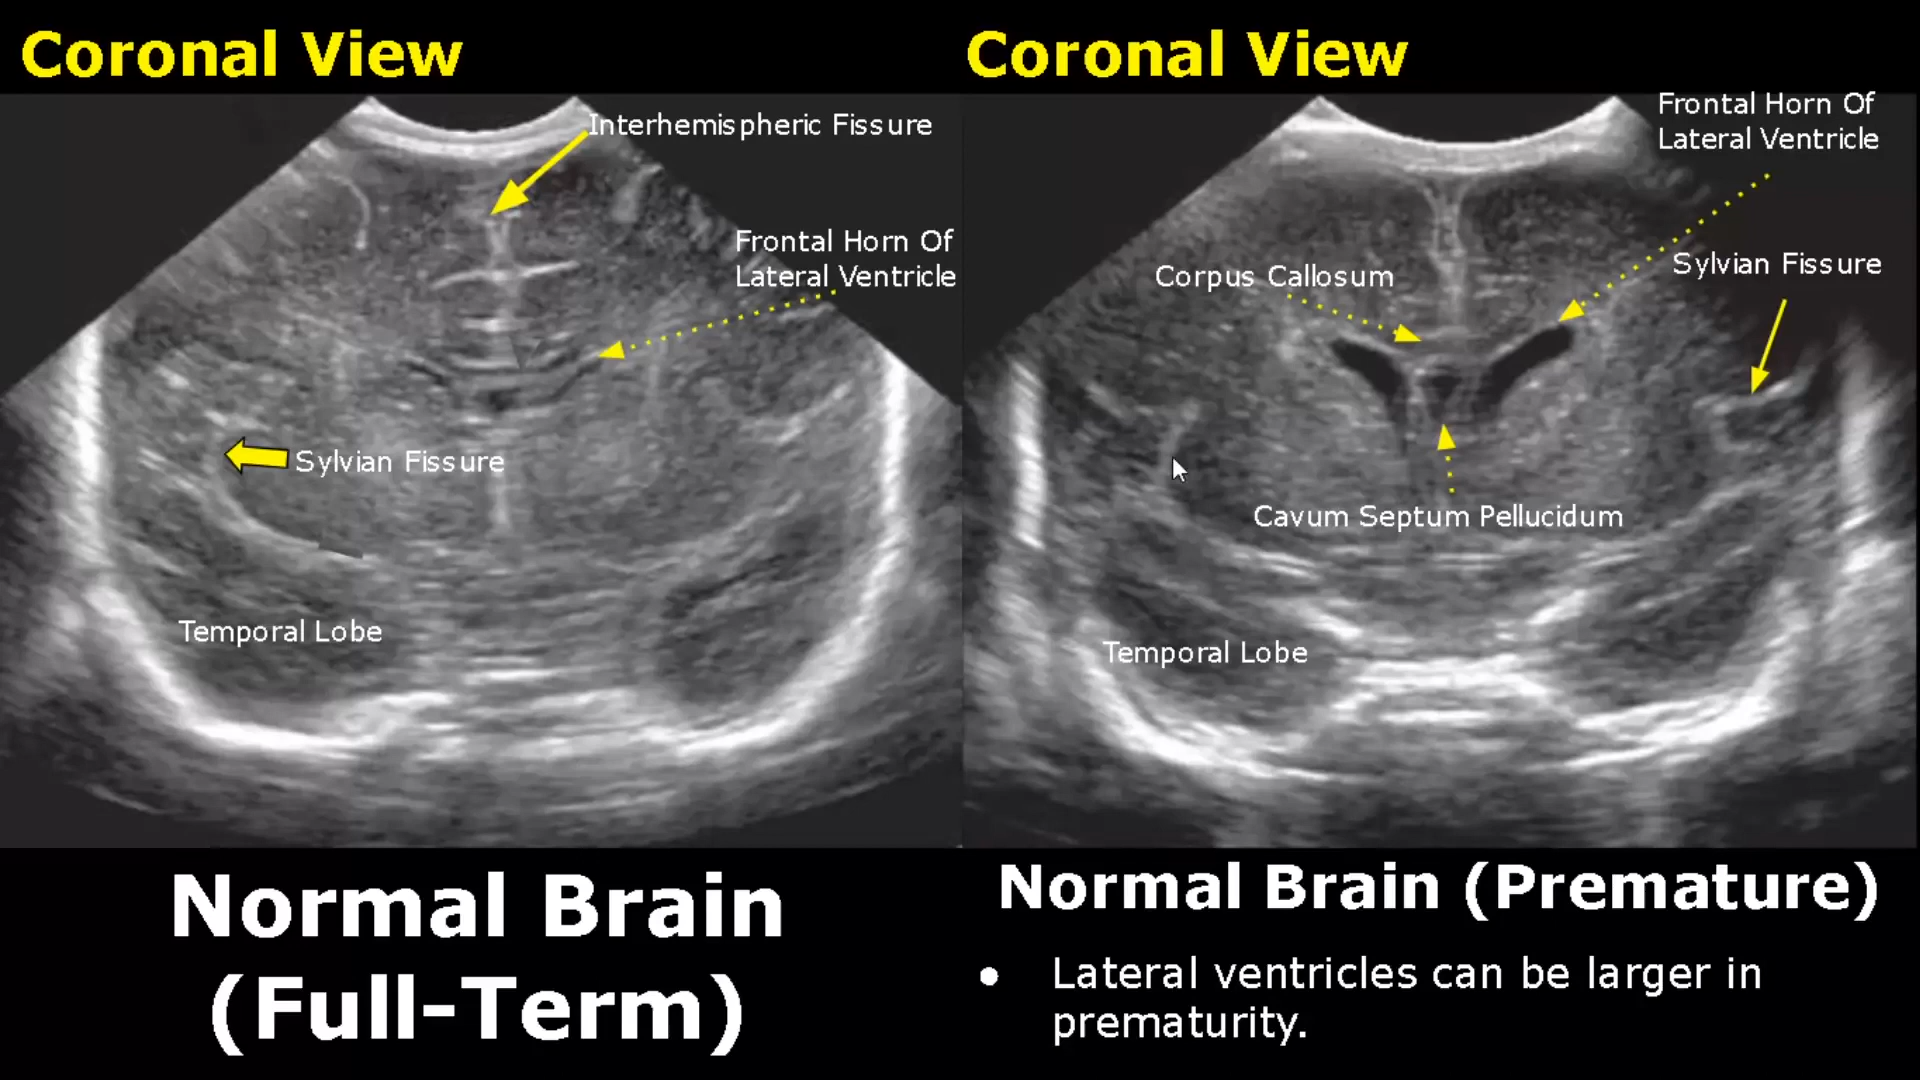 Coronal View
Interhemispheric Fissure
Frontal Horn Of
Lateral Ventricle
Sylvian Fissure
Temporal Lobe
Normal Brain
(Full-Term)
Coronal View
Frontal Horn Of
Lateral Ventricle
Sylvian Fissure
Corpus Callosum
Cavum Septum Pellucidum
Temporal Lobe
Normal Brain (Premature)
● Lateral ventricles can be larger in
prematurity.